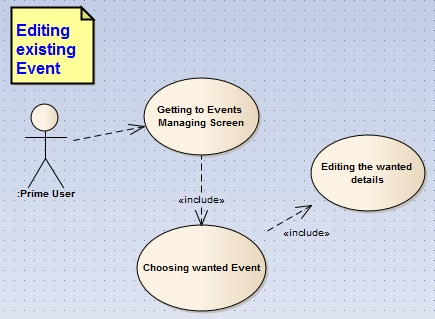 Editing
existing
Event
Getting to Events
Managing Screen
Editing the wanted
details
:Prime User
«include»
«include»
Choosing wanted Event